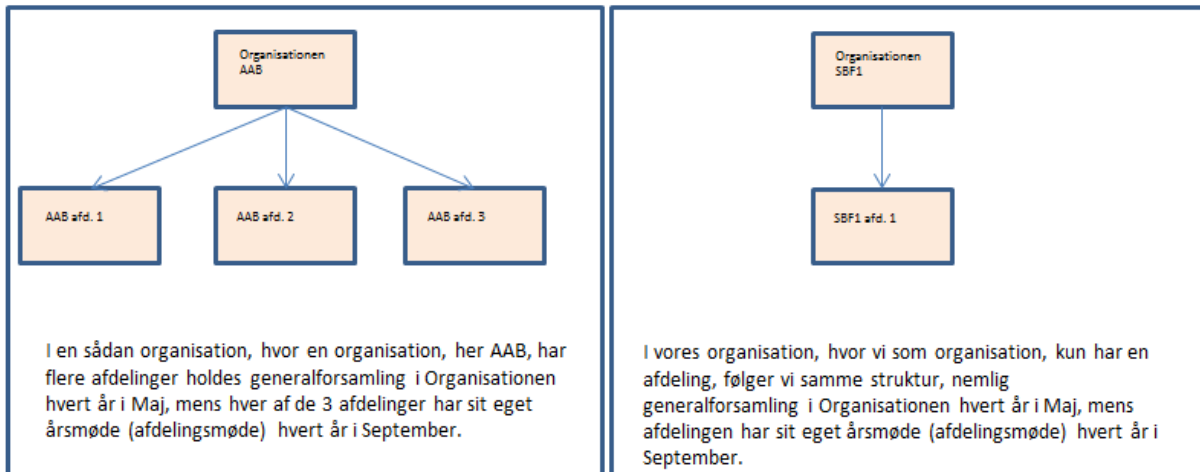 Organisationen
AAB
AAB afd. 1
AAB afd. 2
AAB afd. 3
I en sådan organisation, hvor en organisation, her AAB, har
flere afdelinger holdes generalforsamling i Organisationen
hvert år i Maj, mens hver af de 3 afdelinger har sit eget
årsmøde (afdelingsmøde) hvert år i September.
Organisationen
SBF1
SBF1 afd. 1
I vores organisation, hvor vi som organisation, kun har en
afdeling, følger vi samme struktur, nemlig
generalforsamling i Organisationen hvert år i Maj, mens
afdelingen har sit eget årsmøde (afdelingsmøde) hvert år i
September.